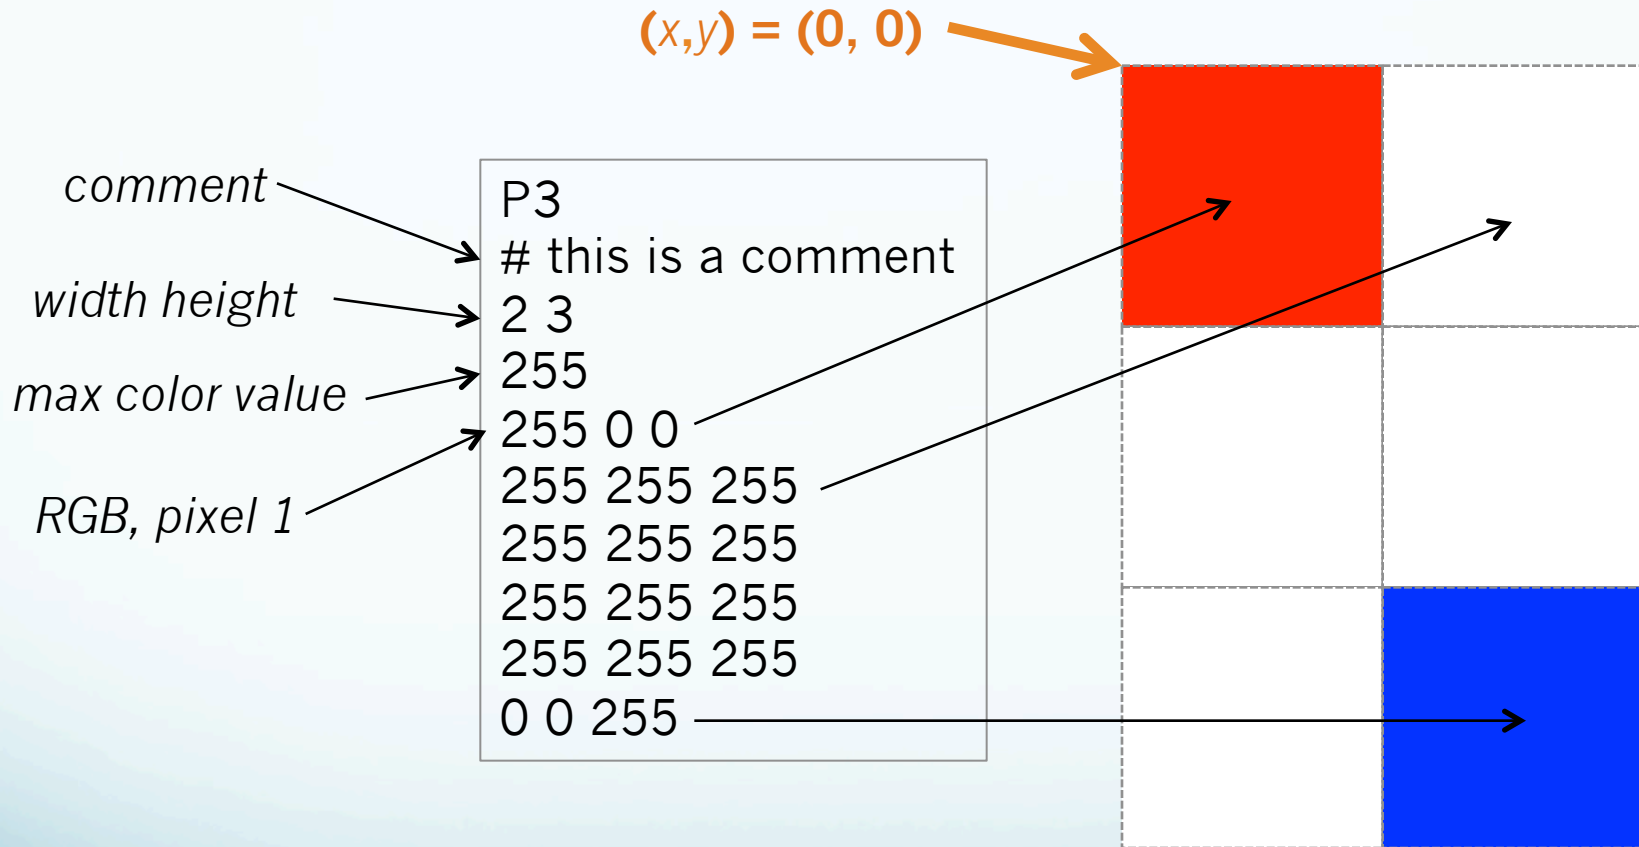 (x,y) = (0, 0)
comment
width height
max color value
RGB, pixel 1
P3
# this is a comment
2 3
255
255 0 0
255 255 255
255 255 255
255 255 255
255 255 255
0 0 255